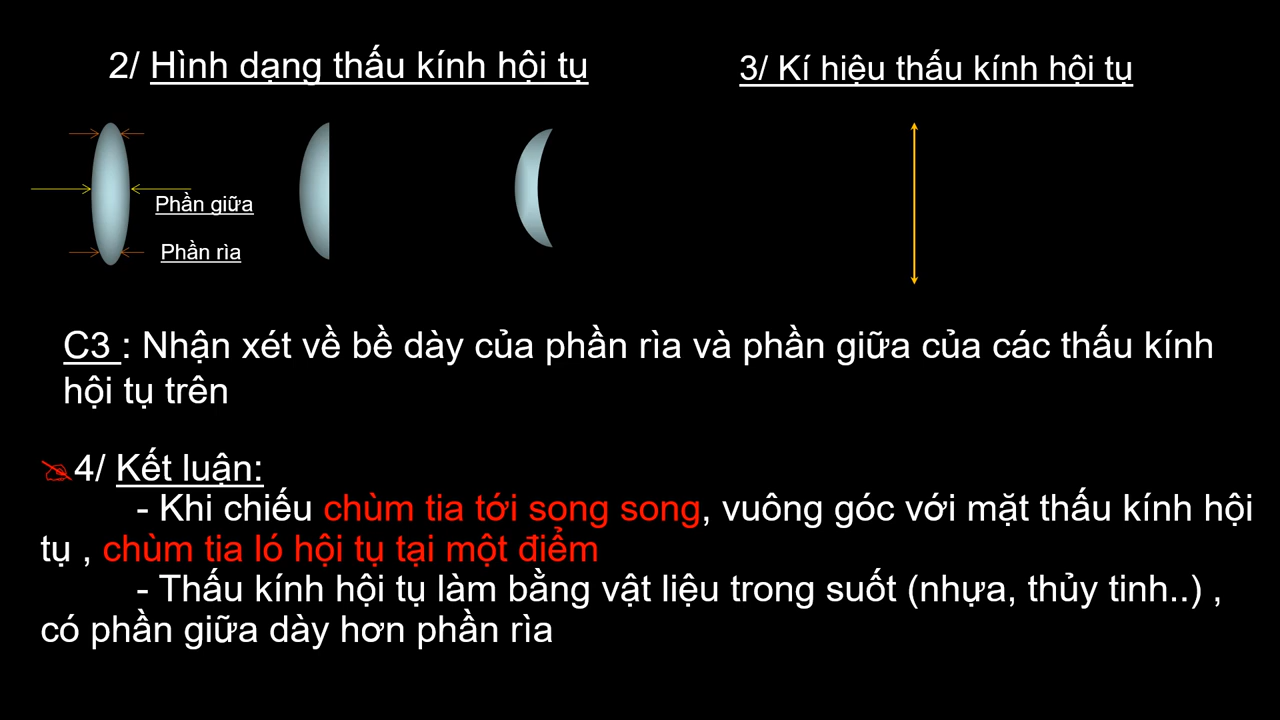 2/ Hình dạng thấu kính hội tụ
3/ Kí hiệu thấu kính hội tụ
Phần giữa
Phần rìa
C3 : Nhận xét về bề dày của phần rìa và phần giữa của các thấu kính
hội tụ trên
4/ Kết luận:
- Khi chiếu chùm tia tới song song, vuông góc với mặt thấu kính hội
tụ , chùm tia ló hội tụ tại một điểm
- Thấu kính hội tụ làm bằng vật liệu trong suốt (nhựa, thủy tinh..) ,
có phần giữa dày hơn phần rìa